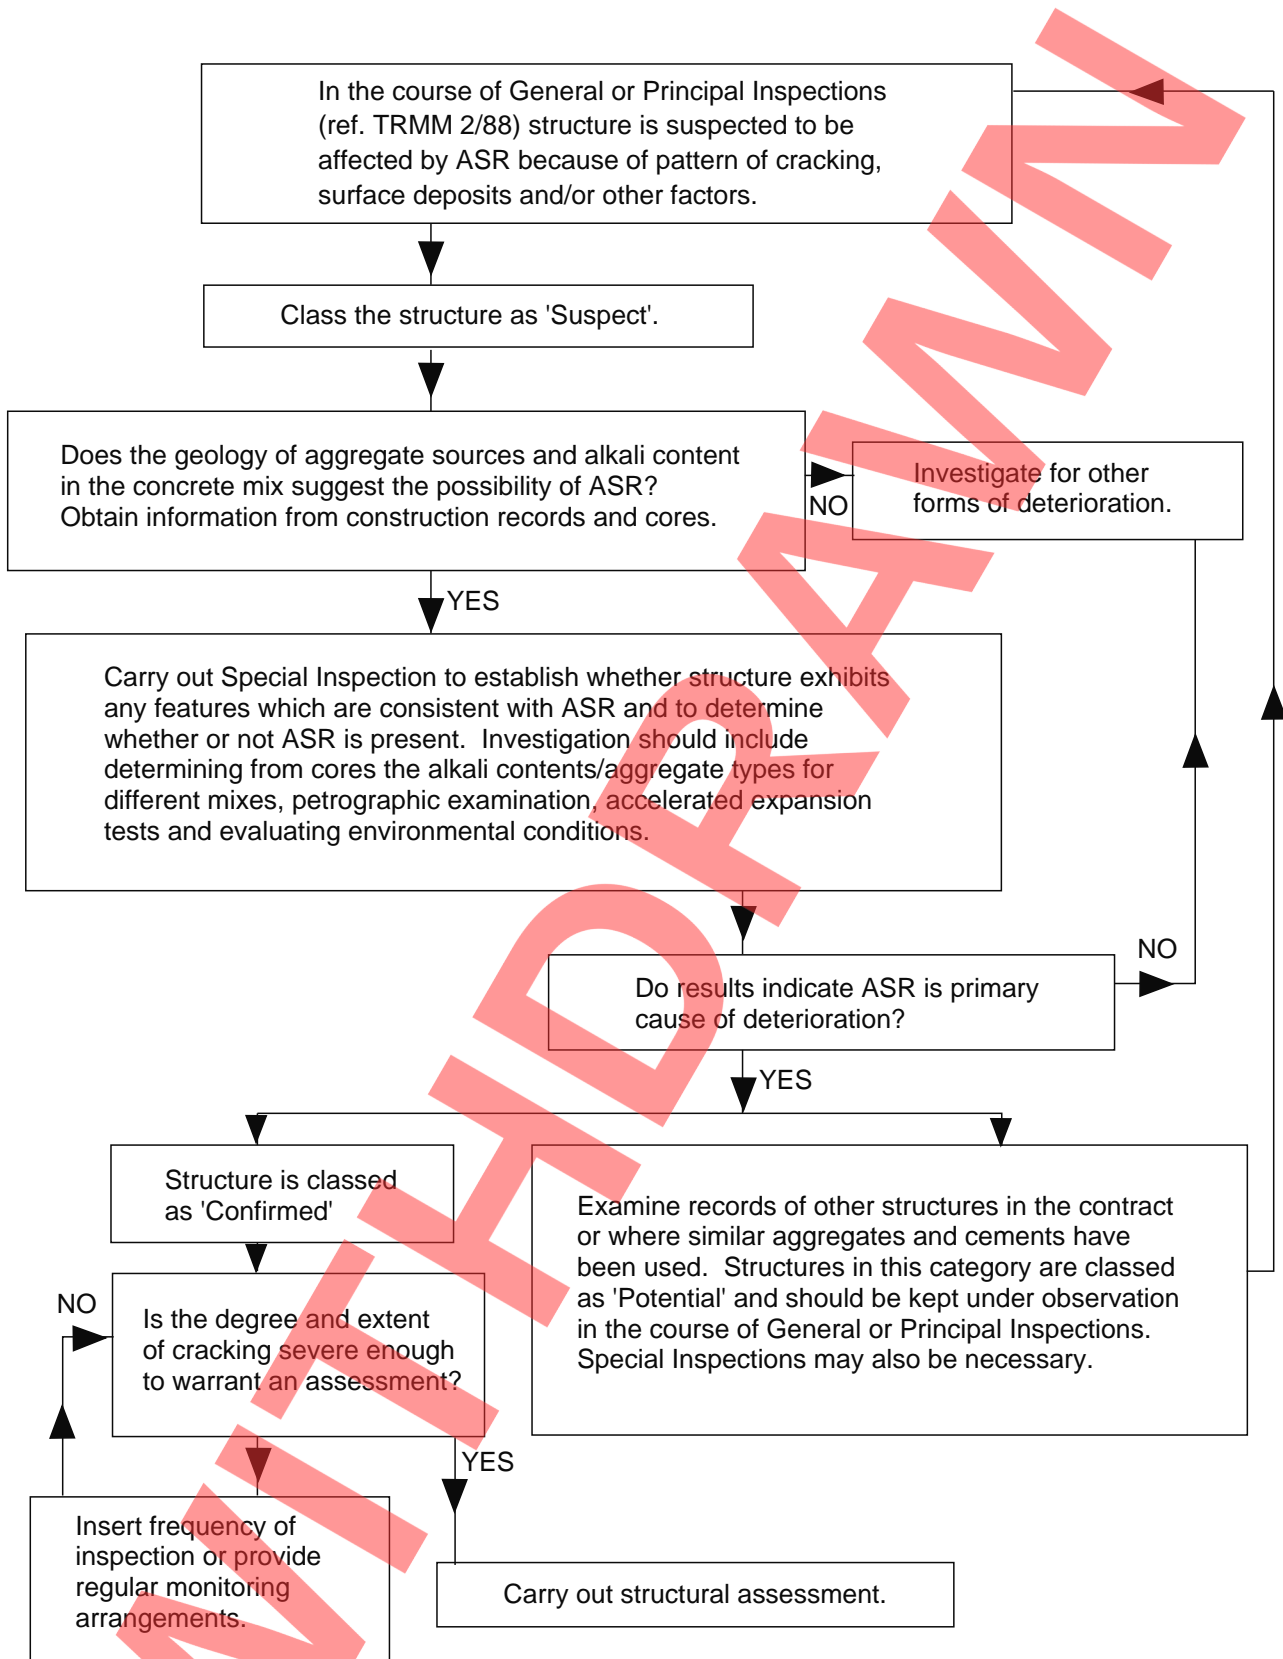 In the course of General or Principal Inspections
(ref. TRMM 2/88) structure is suspected to be
affected by ASR because of pattern of cracking,
surface deposits and/or other factors.
Class the structure as 'Suspect'.
Does the geology of aggregate sources and alkali content
in the concrete mix suggest the possibility of ASR?
Obtain information from construction records and cores.
NO
Investigate for other
forms of deterioration.
YES
Carry out Special Inspection to establish whether structure exhibits
any features which are consistent with ASR and to determine
whether or not ASR is present.  Investigation should include
determining from cores the alkali contents/aggregate types for
different mixes, petrographic examination, accelerated expansion
tests and evaluating environmental conditions.
NO
Do results indicate ASR is primary
cause of deterioration?
YES
Structure is classed
as 'Confirmed'
Examine records of other structures in the contract
or where similar aggregates and cements have
been used.  Structures in this category are classed
as 'Potential' and should be kept under observation
in the course of General or Principal Inspections.
Special Inspections may also be necessary.
NO
Is the degree and extent
of cracking severe enough
to warrant an assessment?
YES
Insert frequency of
inspection or provide
regular monitoring
arrangements.
Carry out structural assessment.
WITHDRAWN